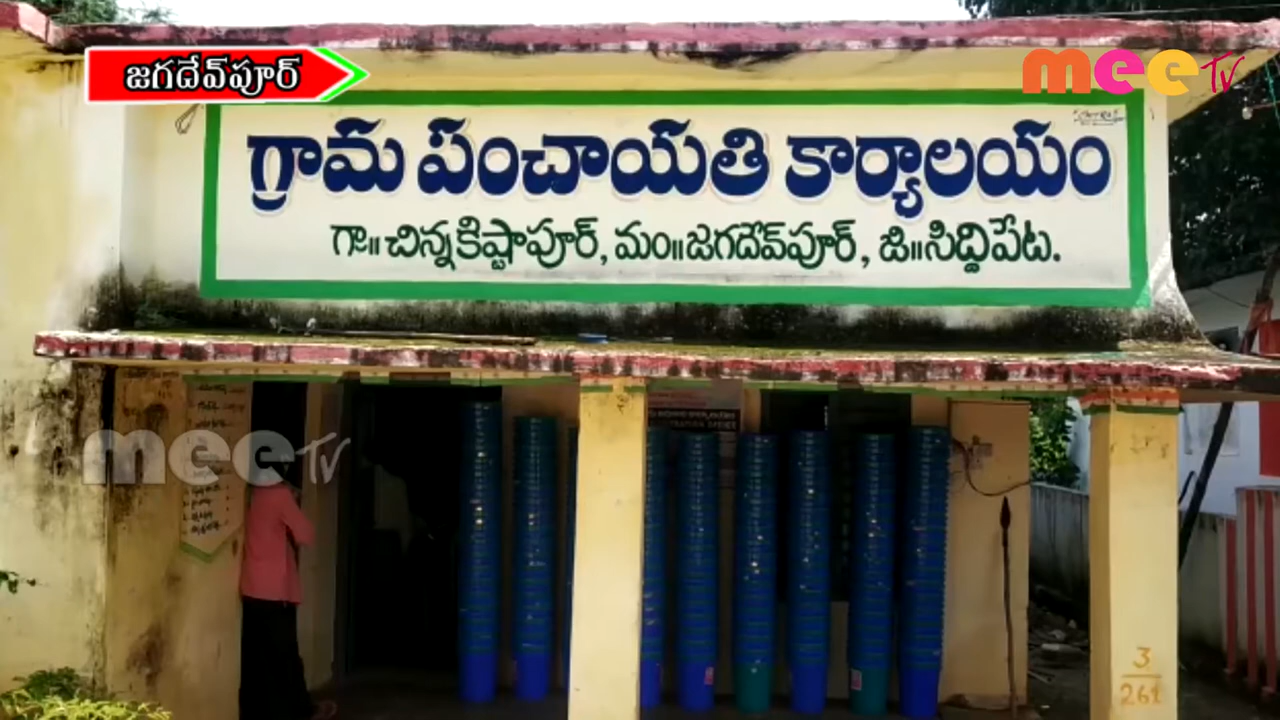 జగదేవ్‌పూర్
meeTV
గ్రామ పంచాయతి కార్యాలయం
గ్రా॥ చిన్నకిష్టాపూర్, మం॥జగదేవ్‌పూర్, జి॥సిద్దిపేట.
meeTV
3
261